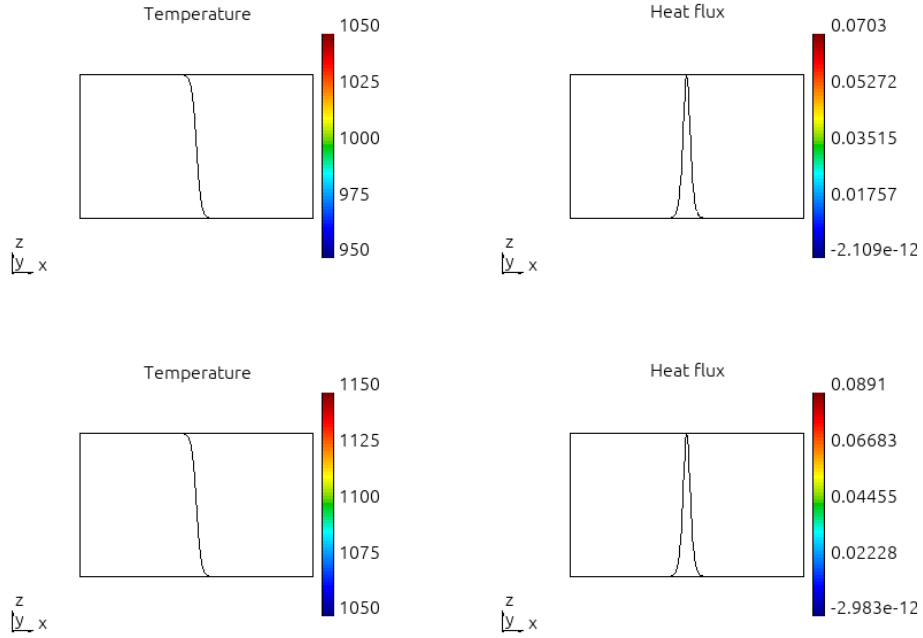 Temperature
1050
1025
1000
975
950
z
y x
Heat flux
0.0703
0.05272
0.03515
0.01757
-2.109e-12
z
y x
Temperature
1150
1125
1100
1075
1050
z
y x
Heat flux
0.0891
0.06683
0.04455
0.02228
-2.983e-12
z
y x